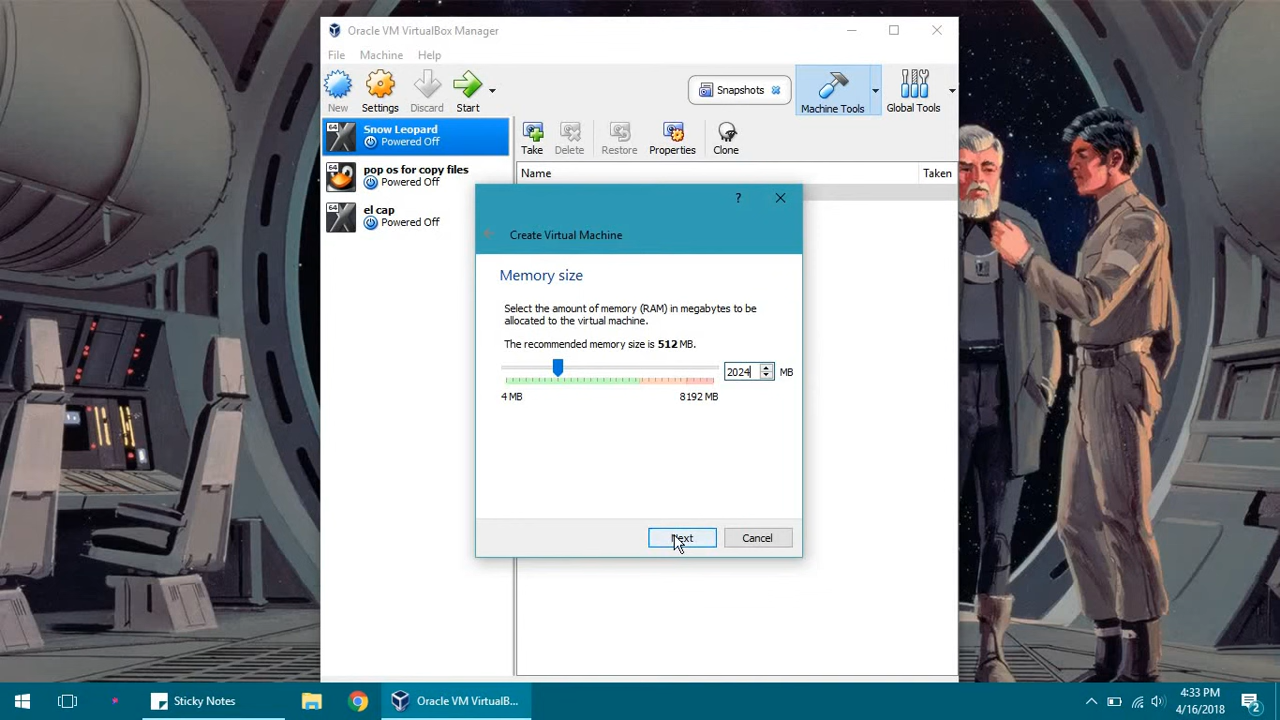 Oracle VM VirtualBox Manager
File Machine Help
New Settings Discard Start
Snapshots
Machine Tools
Global Tools
64
Snow Leopard
Powered Off
64
pop os for copy files
Powered Off
64
el cap
Powered Off
Take Delete Restore Properties Clone
Name Taken
?
Create Virtual Machine
Memory size
Select the amount of memory (RAM) in megabytes to be
allocated to the virtual machine.
The recommended memory size is 512 MB.
2024 MB
4 MB 8192 MB
Next Cancel
Sticky Notes
Oracle VM VirtualB...
4:33 PM
4/16/2018
2